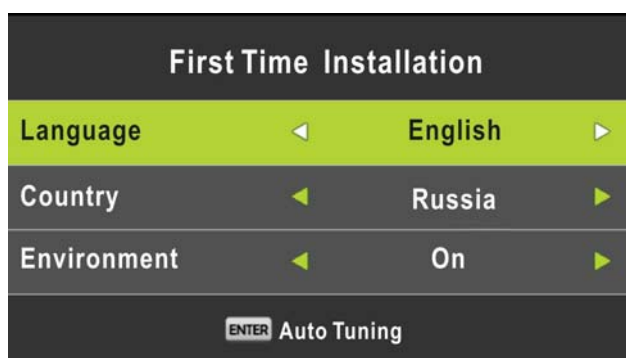 First Time Installation
Language English
Country Russia
Environment On
ENTER Auto Tuning